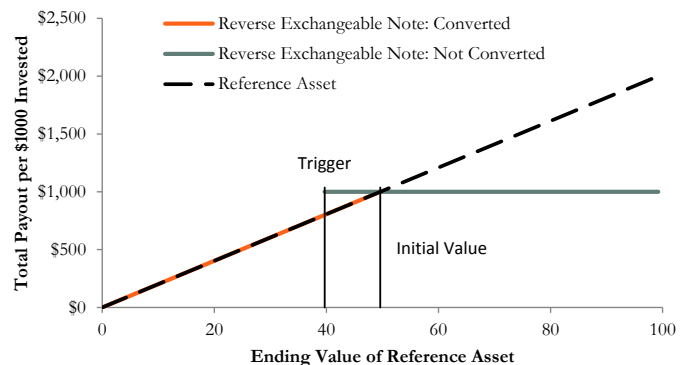 $2,500
Reverse Exchangeable Note: Converted
Reverse Exchangeable Note: Not Converted
Reference Asset
$2,000
$1,500
$1,000
$500
$0
Total Payout per $1000 Invested
Trigger
Initial Value
0 20 40 60 80 100
Ending Value of Reference Asset